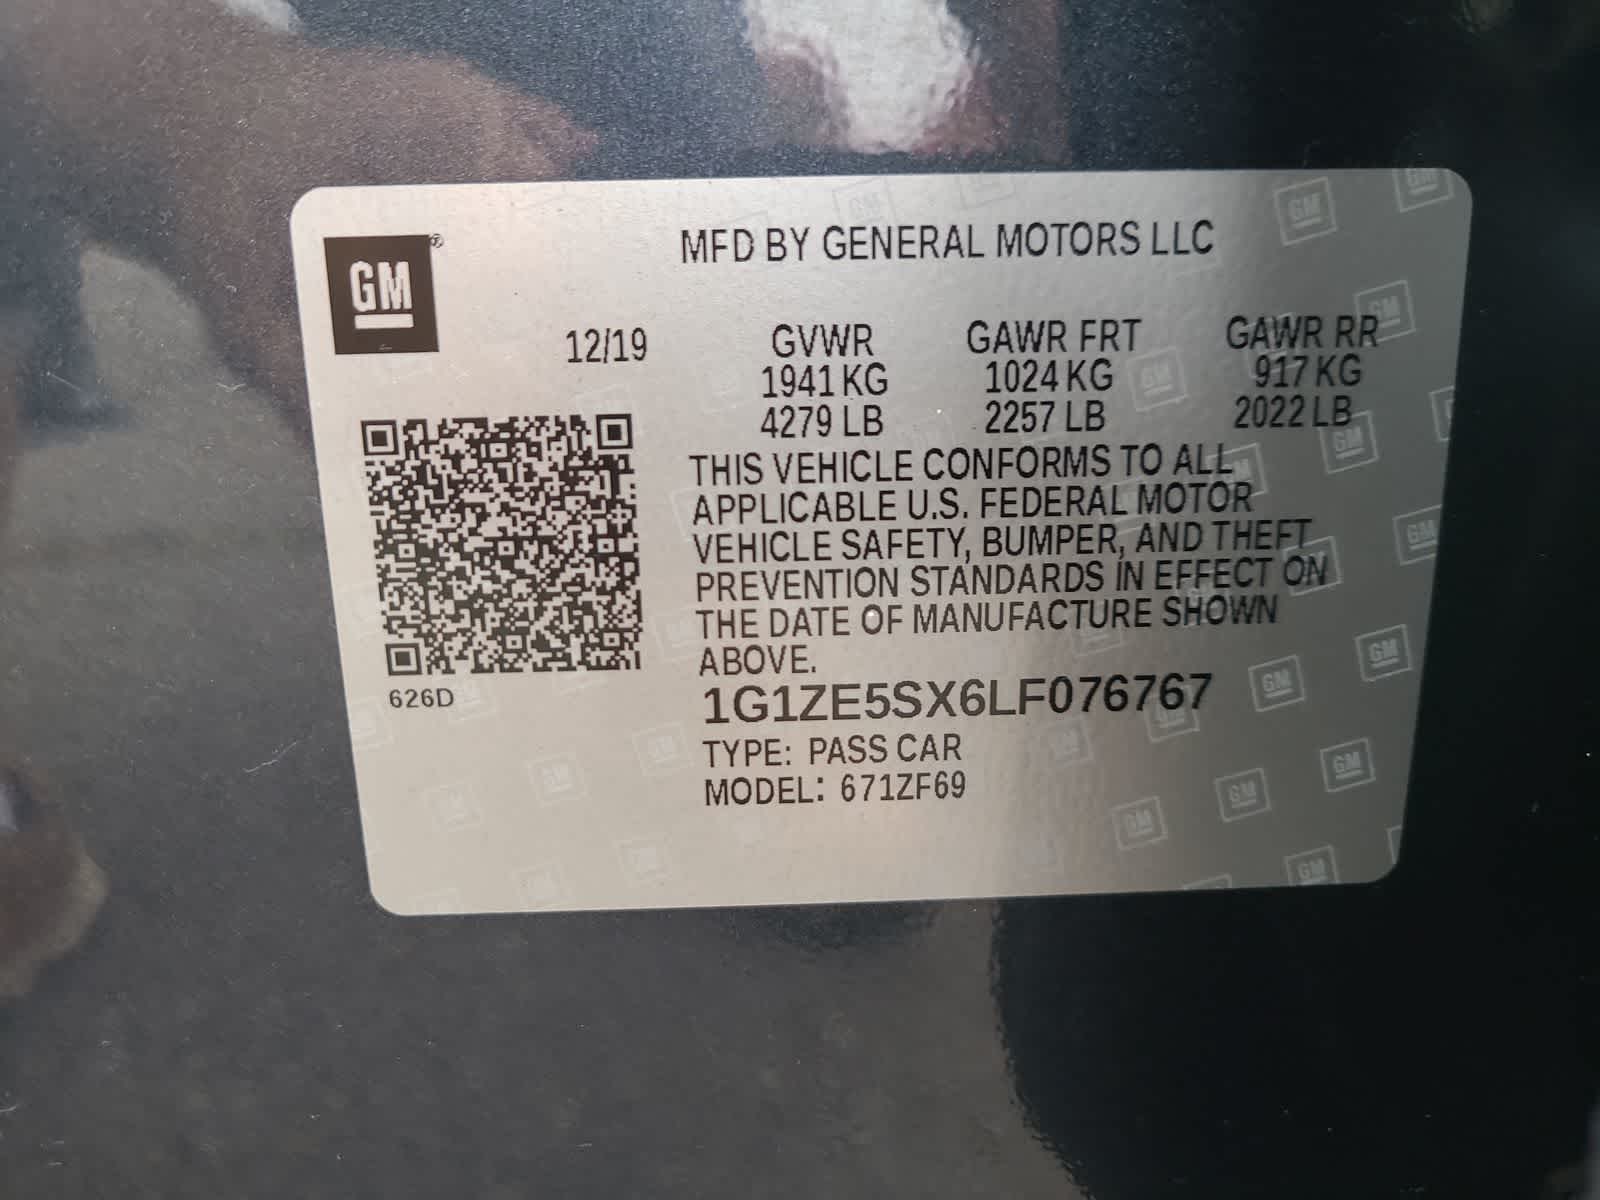 GM®
MFD BY GENERAL MOTORS LLC
12/19 GVWR GAWR FRT GAWR RR
1941 KG 1024 KG 917 KG
4279 LB 2257 LB 2022 LB
THIS VEHICLE CONFORMS TO ALL
APPLICABLE U.S. FEDERAL MOTOR
VEHICLE SAFETY, BUMPER, AND THEFT
PREVENTION STANDARDS IN EFFECT ON
THE DATE OF MANUFACTURE SHOWN
ABOVE.
626D
1G1ZE5SX6LF076767
TYPE: PASS CAR
MODEL: 671ZF69